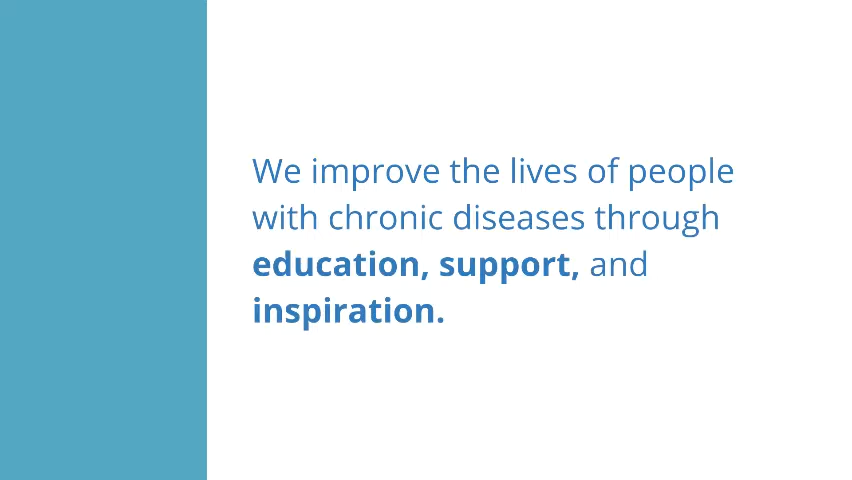 We improve the lives of people
with chronic diseases through
education, support, and
inspiration.